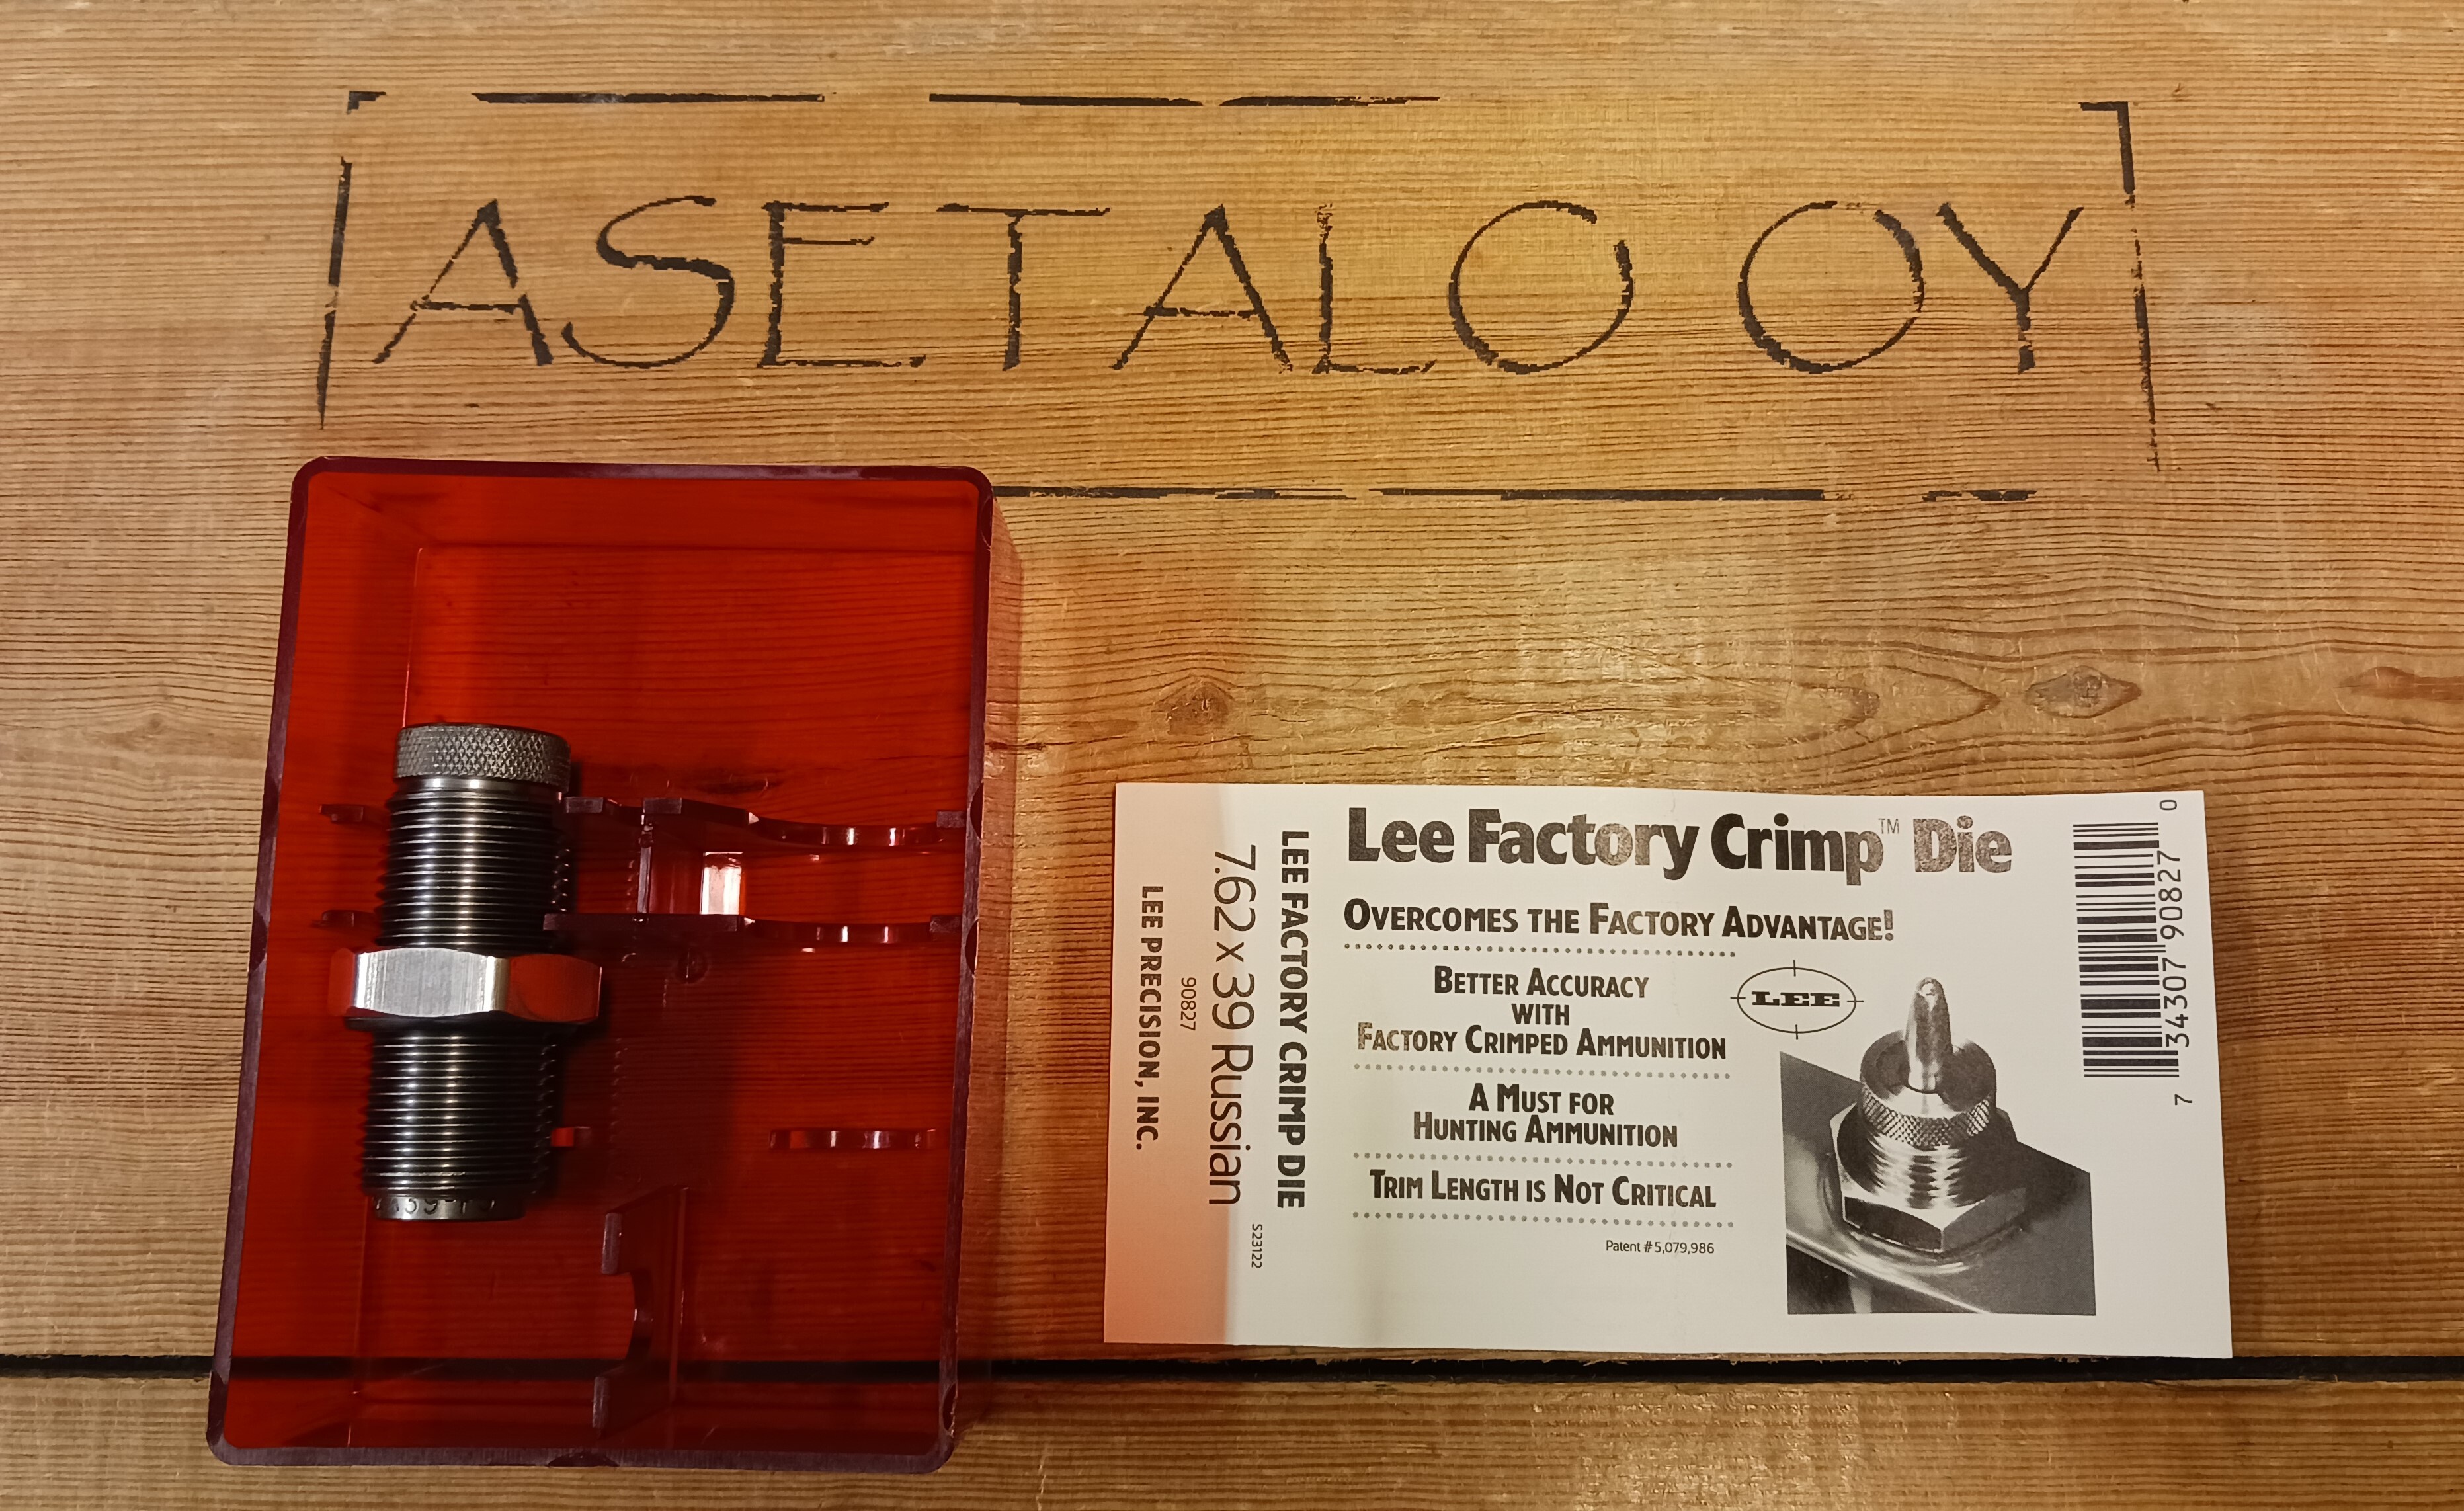 ASETALO OY
Lee Factory Crimp™ Die
OVERCOMES THE FACTORY ADVANTAGE!
BETTER ACCURACY
WITH
FACTORY CRIMPED AMMUNITION
A MUST FOR
HUNTING AMMUNITION
TRIM LENGTH IS NOT CRITICAL
Patent # 5,079,986
LEE
LEE FACTORY CRIMP DIE
7.62 x 39 Russian
90827
LEE PRECISION, INC.
S23122
7 34307 90827 0